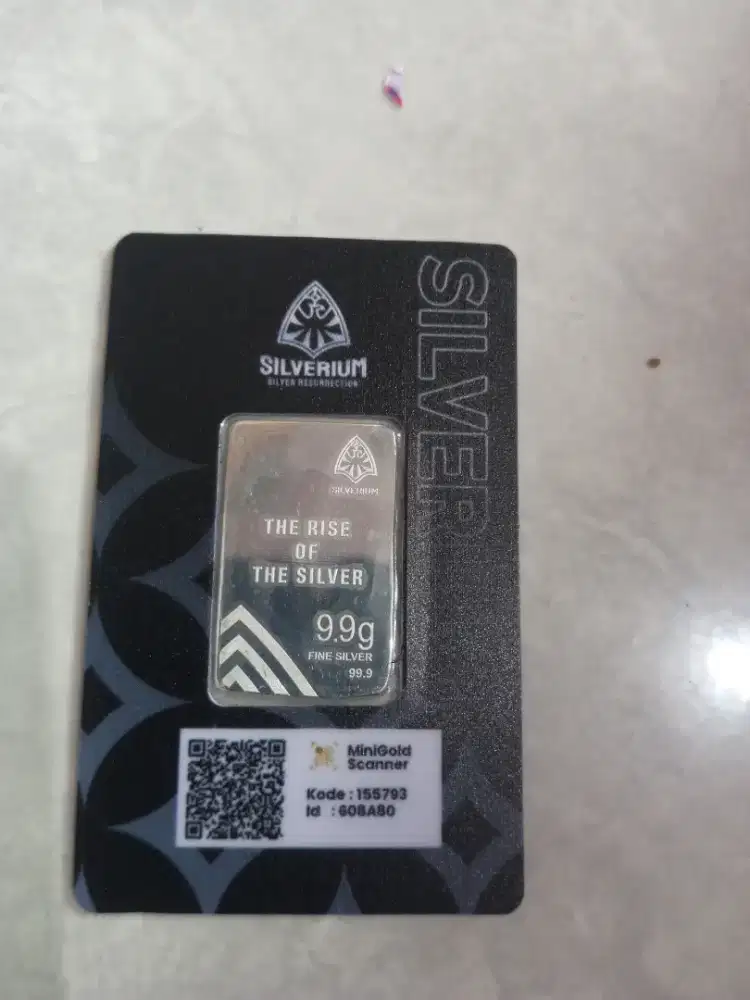 SILVERIUM
SILVER RESURRECTION
SILVER
SILVERIUM
THE RISE
OF
THE SILVER
9.9g
FINE SILVER
99.9
MiniGold
Scanner
Kode : 155793
Id : 608A80